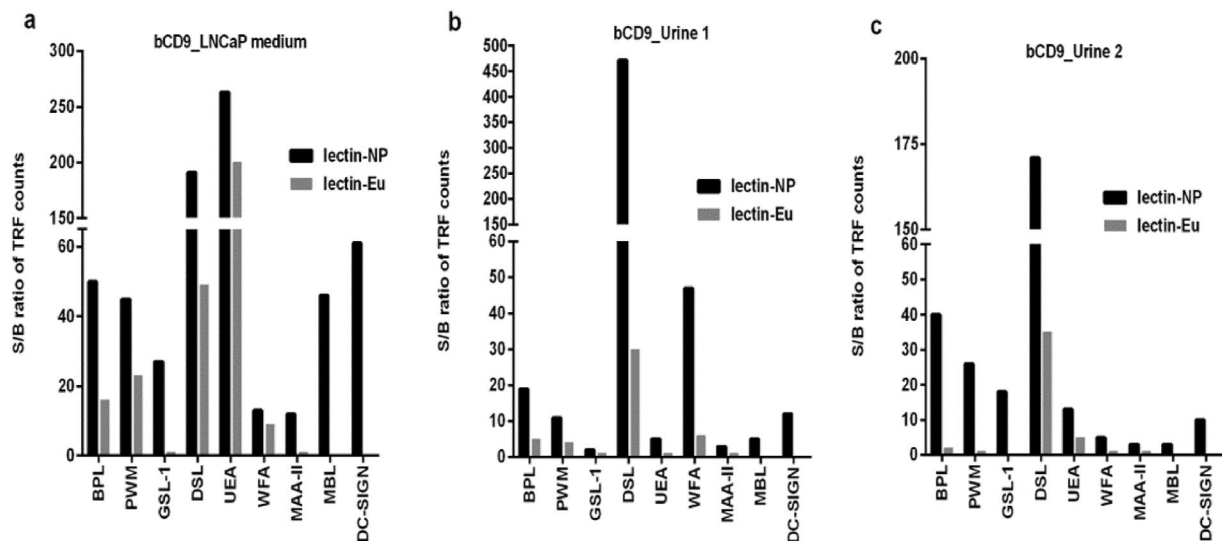 a
bCD9_LNCaP medium
S/B ratio of TRF counts
300
250
200
150
60
40
20
0
lectin-NP
lectin-Eu
BPL
PWM
GSL-1
DSL
UEA
WFA
MAA-II
MBL
DC-SIGN
b
bCD9_Urine 1
S/B ratio of TRF counts
500
450
400
350
300
250
200
150
60
50
40
30
20
10
0
lectin-NP
lectin-Eu
BPL
PWM
GSL-1
DSL
UEA
WFA
MAA-II
MBL
DC-SIGN
c
bCD9_Urine 2
S/B ratio of TRF counts
200
175
150
60
50
40
30
20
10
0
lectin-NP
lectin-Eu
BPL
PWM
GSL-1
DSL
UEA
WFA
MAA-II
MBL
DC-SIGN